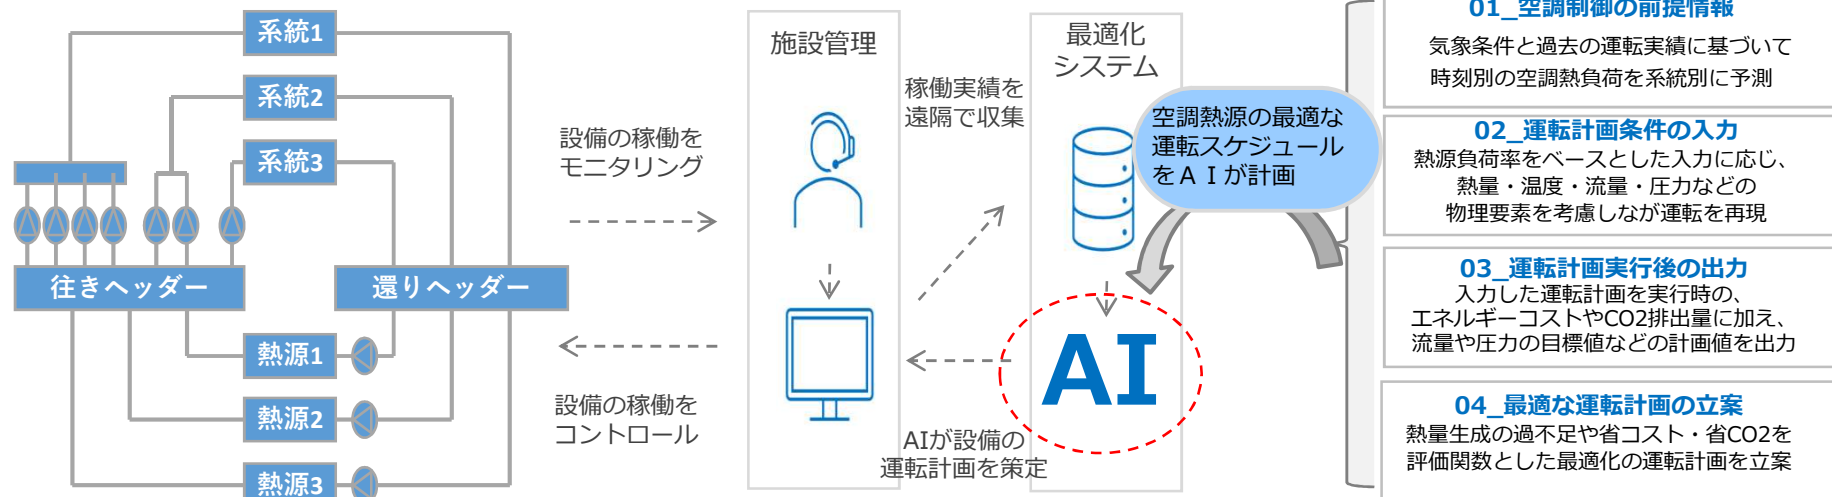 系統1
系統2
系統3
往きヘッダー
還りヘッダー
熱源1
熱源2
熱源3
設備の稼働を
モニタリング
設備の稼働を
コントロール
施設管理
稼働実績を
遠隔で収集
AIが設備の
運転計画を策定
最適化
システム
空調熱源の最適な
運転スケジュール
をＡＩが計画
AI
01_空調制御の前提情報
気象条件と過去の運転実績に基づいて
時刻別の空調熱負荷を系統別に予測
02_運転計画条件の入力
熱源負荷率をベースとした入力に応じ、
熱量・温度・流量・圧力などの
物理要素を考慮しなが運転を再現
03_運転計画実行後の出力
入力した運転計画を実行時の、
エネルギーコストやCO2排出量に加え、
流量や圧力の目標値などの計画値を出力
04_最適な運転計画の立案
熱量生成の過不足や省コスト・省CO2を
評価関数とした最適化の運転計画を立案